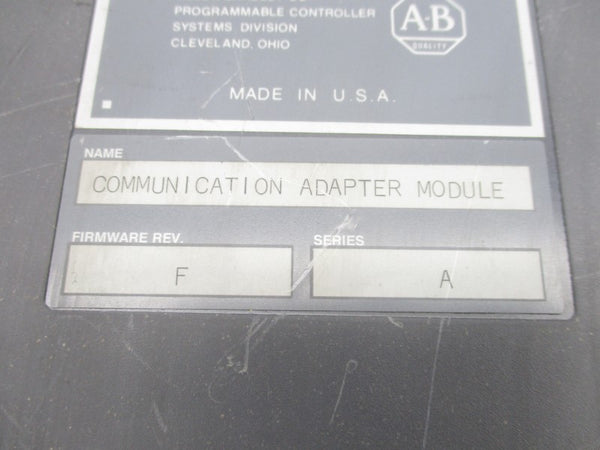 PROGRAMMABLE CONTROLLER
SYSTEMS DIVISION
CLEVELAND, OHIO
A-B
QUALITY
MADE IN U.S.A.
NAME
COMMUNICATION ADAPTER MODULE
FIRMWARE REV.
SERIES
F
A